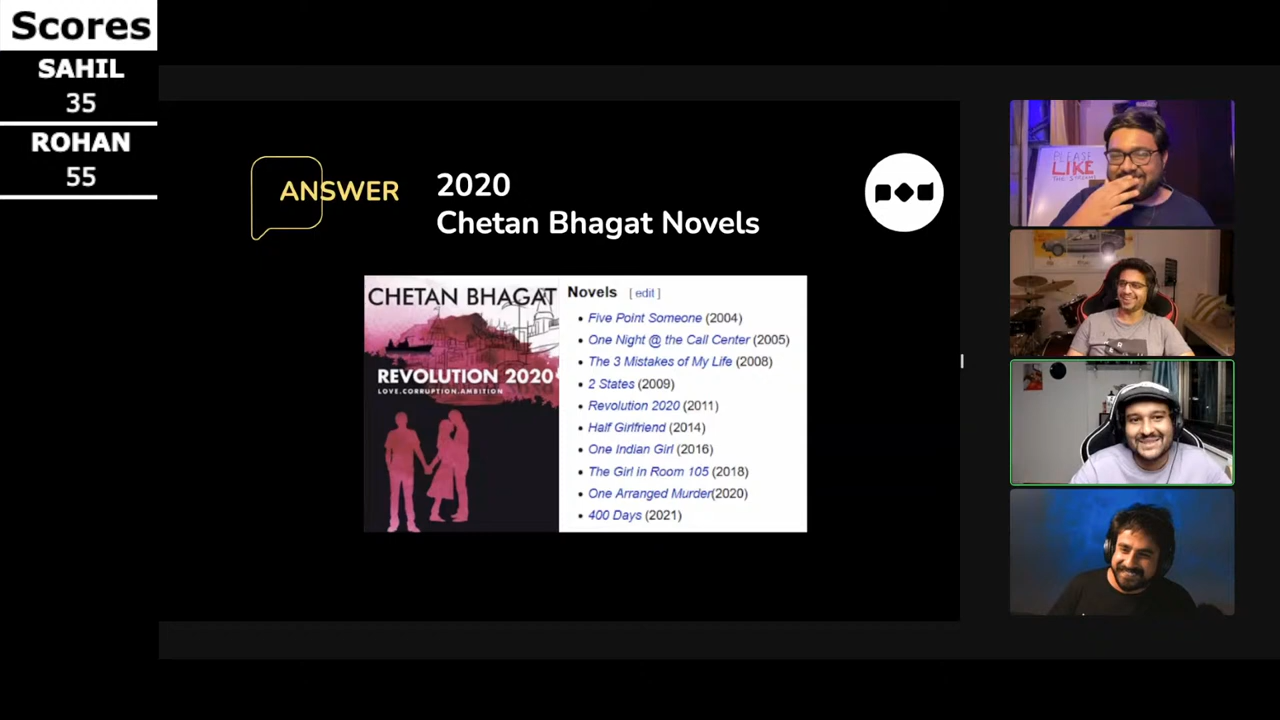 Scores
SAHIL
35
ROHAN
55
ANSWER
2020
Chetan Bhagat Novels
CHETAN BHAGAT
REVOLUTION 2020
LOVE.CORRUPTION.AMBITION
Novels [ edit ]
• Five Point Someone (2004)
• One Night @ the Call Center (2005)
• The 3 Mistakes of My Life (2008)
• 2 States (2009)
• Revolution 2020 (2011)
• Half Girlfriend (2014)
• One Indian Girl (2016)
• The Girl in Room 105 (2018)
• One Arranged Murder(2020)
• 400 Days (2021)
PLEASE
LIKE
THE STREAM